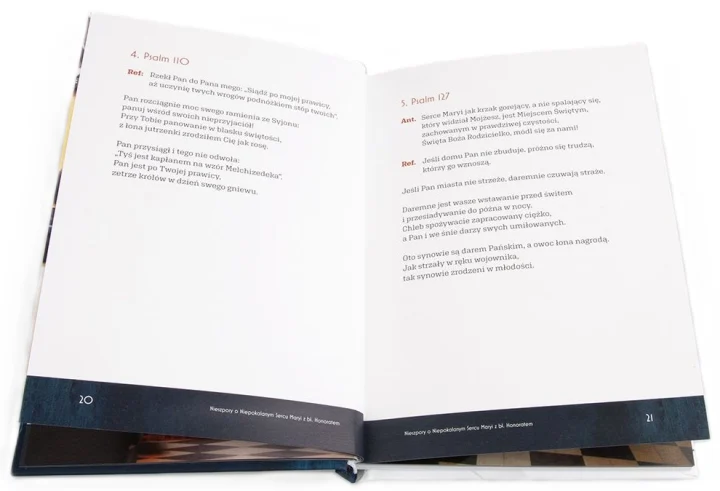 4. Psalm 110
Ref: Rzekł Pan do Pana mego: „Siądź po mojej prawicy,
aż uczynię twych wrogów podnóżkiem stóp twoich".
Pan rozciągnie moc swego ramienia ze Syjonu:
panuj wśród swoich nieprzyjaciół!
Przy Tobie panowanie w blasku świętości,
z łona jutrzenki zrodziłem Cię jak rosę.
Pan przysiągł i tego nie odwoła:
„Tyś jest kapłanem na wzór Melchizedeka".
Pan jest po Twojej prawicy,
zetrze królów w dzień swego gniewu.
20
Nieszpory o Niepokalanym Sercu Maryi z bł. Honoratem
5. Psalm 127
Ant. Serce Maryi jak krzak gorejący, a nie spalający się,
który widział Mojżesz, jest Miejscem Świętym,
zachowanym w prawdziwej czystości.
Święta Boża Rodzicielko, módl się za nami!
Ref. Jeśli domu Pan nie zbuduje, próżno się trudzą,
którzy go wznoszą.
Jeśli Pan miasta nie strzeże, daremnie czuwają straże.
Daremne jest wasze wstawanie przed świtem
i przesiadywanie do późna w nocy.
Chleb spożywacie zapracowany ciężko,
a Pan i we śnie darzy swych umiłowanych.
Oto synowie są darem Pańskim, a owoc łona nagrodą.
Jak strzały w ręku wojownika,
tak synowie zrodzeni w młodości.
Nieszpory o Niepokalanym Sercu Maryi z bł. Honoratem
21